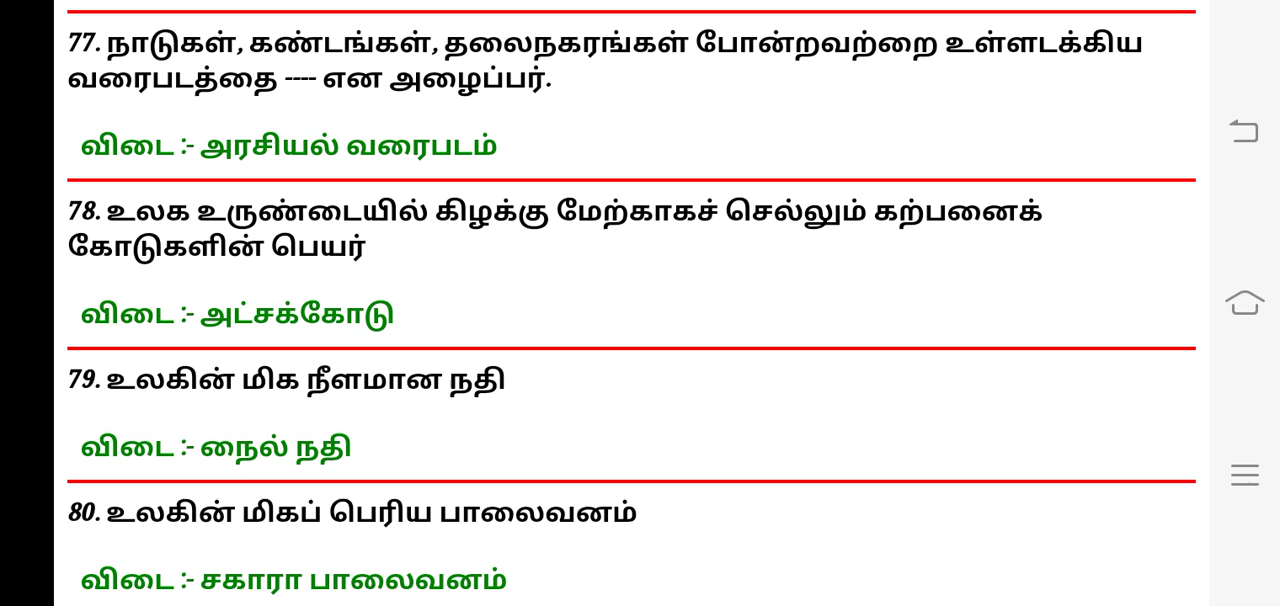 77. நாடுகள், கண்டங்கள், தலைநகரங்கள் போன்றவற்றை உள்ளடக்கிய
வரைபடத்தை ---- என அழைப்பர்.
விடை :- அரசியல் வரைபடம்
78. உலக உருண்டையில் கிழக்கு மேற்காகச் செல்லும் கற்பனைக்
கோடுகளின் பெயர்
விடை :- அட்சக்கோடு
79. உலகின் மிக நீளமான நதி
விடை :- நைல் நதி
80. உலகின் மிகப் பெரிய பாலைவனம்
விடை :- சகாரா பாலைவனம்